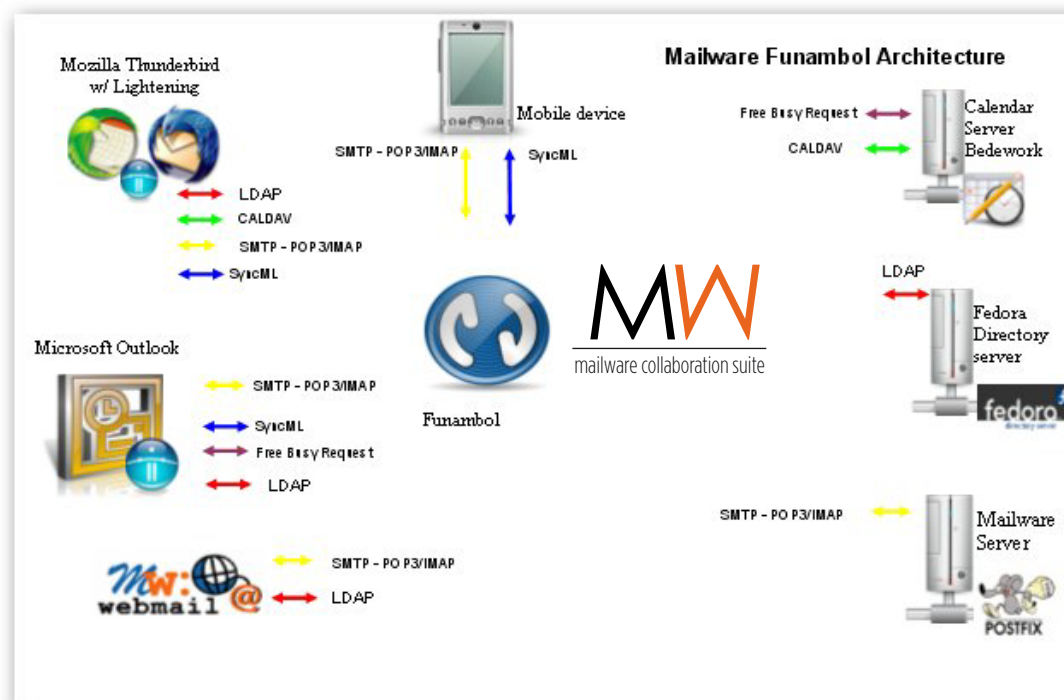 Mailware Funambol Architecture
Mozilla Thunderbird
w/ Lightening
LDAP
CALDAV
SMTP - POP3/IMAP
SyncML
Mobile device
SMTP - POP3/IMAP
SyncML
Free Busy Request
CALDAV
Calendar
Server
Bedework
LDAP
Fedora
Directory
server
fedora
directory server
Microsoft Outlook
SMTP - POP3/IMAP
SyncML
Free Busy Request
LDAP
Funambol
MW
mailware collaboration suite
MW:
webmail
@
SMTP - POP3/IMAP
LDAP
SMTP - POP3/IMAP
Mailware
Server
POSTFIX